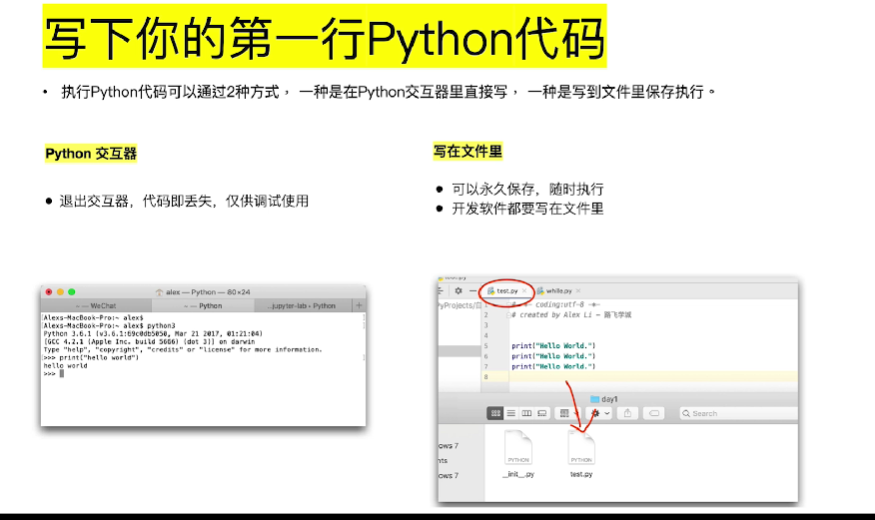 写下你的第一行Python代码
• 执行Python代码可以通过2种方式，一种是在Python交互器里直接写，一种是写到文件里保存执行。
Python 交互器
● 退出交互器，代码即丢失，仅供调试使用
alex — Python — 80×24
~ — WeChat
~ — Python
..jupyter-lab • Python
+
[Alexs-MacBook-Pro:~ alex$
[Alexs-MacBook-Pro:~ alex$ python3
Python 3.6.1 (v3.6.1:69c0db5050, Mar 21 2017, 01:21:04)
[GCC 4.2.1 (Apple Inc. build 5666) (dot 3)] on darwin
Type "help", "copyright", "credits" or "license" for more information.
>>> print("hello world")
hello world
>>>
写在文件里
● 可以永久保存，随时执行
● 开发软件都要写在文件里
test.py
while.py
1 # -*- coding:utf-8 -*-
2 # created by Alex Li - 路飞学城
3
4
5 print("Hello World.")
6 print("Hello World.")
7 print("Hello World.")
8
day1
Search
ows 7
nts
ows 7
PYTHON
PYTHON
__init__.py
test.py